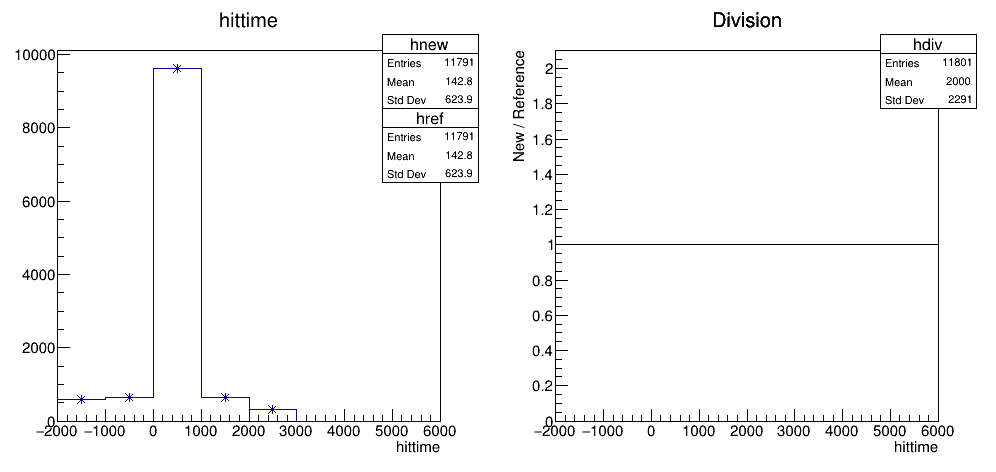 hittime
hnew
Entries 11791
Mean 142.8
Std Dev 623.9
href
Entries 11791
Mean 142.8
Std Dev 623.9
10000
8000
6000
4000
2000
0
−2000 −1000 0 1000 2000 3000 4000 5000 6000
hittime
Division
hdiv
Entries 11801
Mean 2000
Std Dev 2291
New / Reference
2
1.8
1.6
1.4
1.2
1
0.8
0.6
0.4
0.2
0
−2000 −1000 0 1000 2000 3000 4000 5000 6000
hittime